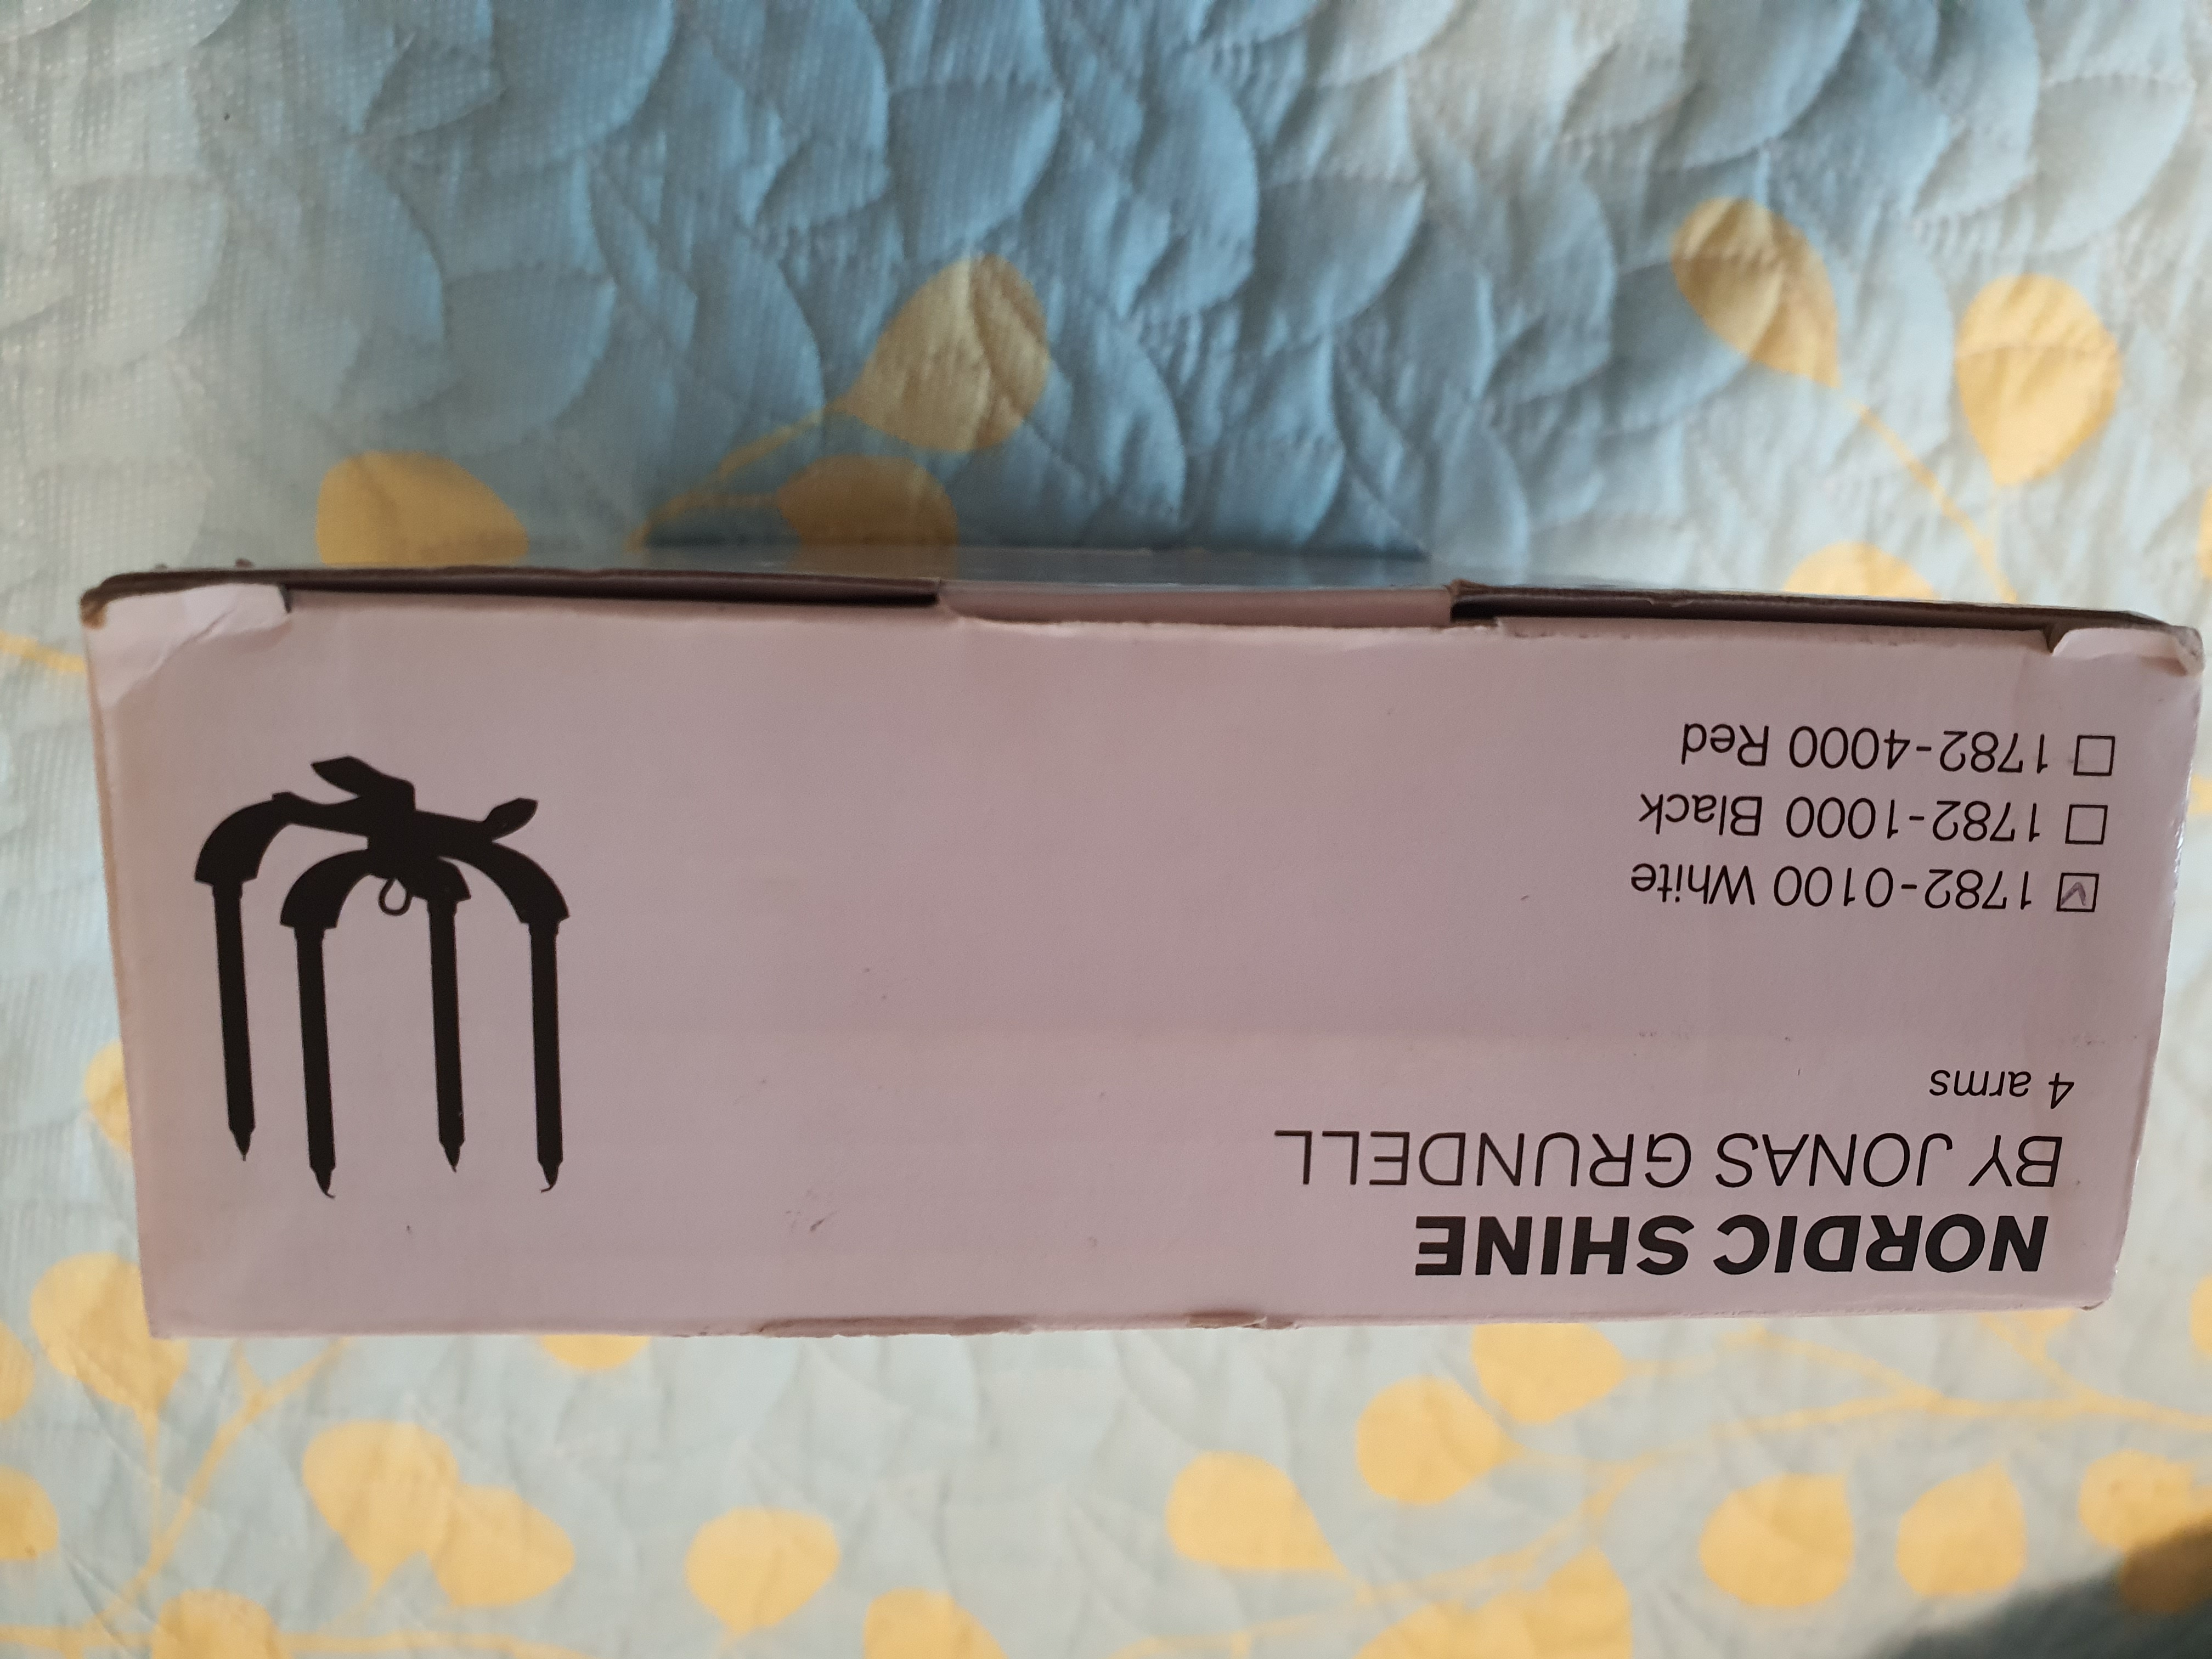 NORDIC SHINE
BY JONAS GRUNDELL
4 arms
☑ 1782-0100 White
☐ 1782-1000 Black
☐ 1782-4000 Red